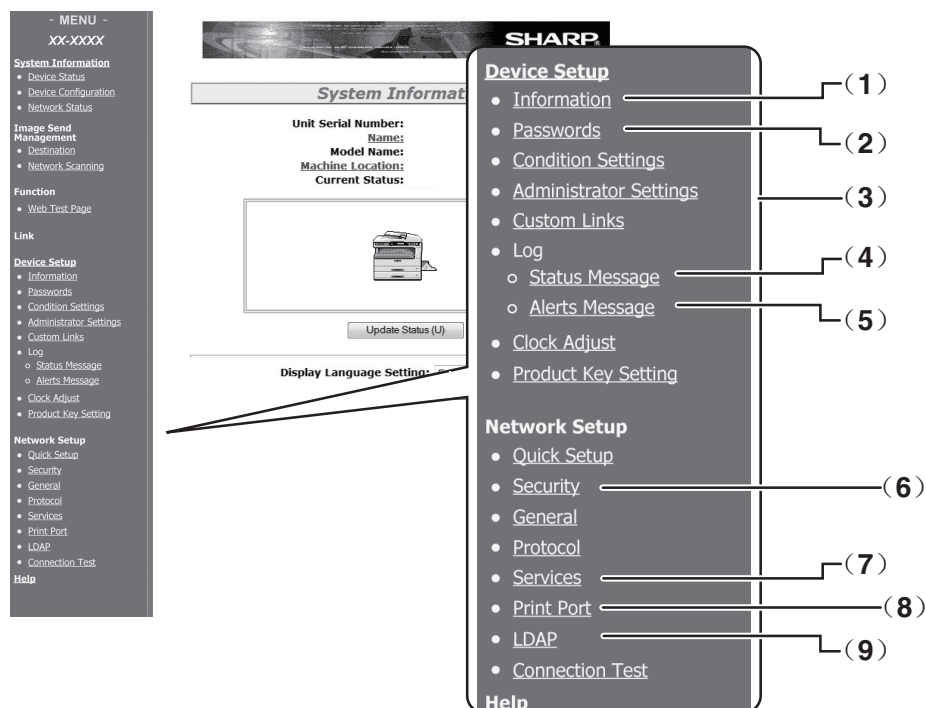 - MENU -
XX-XXXX
System Information
• Device Status
• Device Configuration
• Network Status
Image Send
Management
• Destination
• Network Scanning
Function
• Web Test Page
Link
Device Setup
• Information
• Passwords
• Condition Settings
• Administrator Settings
• Custom Links
• Log
o Status Message
o Alerts Message
• Clock Adjust
• Product Key Setting
Network Setup
• Quick Setup
• Security
• General
• Protocol
• Services
• Print Port
• LDAP
• Connection Test
Help
SHARP
System Informat
Unit Serial Number:
Name:
Model Name:
Machine Location:
Current Status:
Update Status (U)
Display Language Setting:
Device Setup
• Information (1)
• Passwords (2)
• Condition Settings
• Administrator Settings (3)
• Custom Links
• Log
o Status Message (4)
o Alerts Message (5)
• Clock Adjust
• Product Key Setting
Network Setup
• Quick Setup
• Security (6)
• General
• Protocol
• Services (7)
• Print Port (8)
• LDAP (9)
• Connection Test
Help